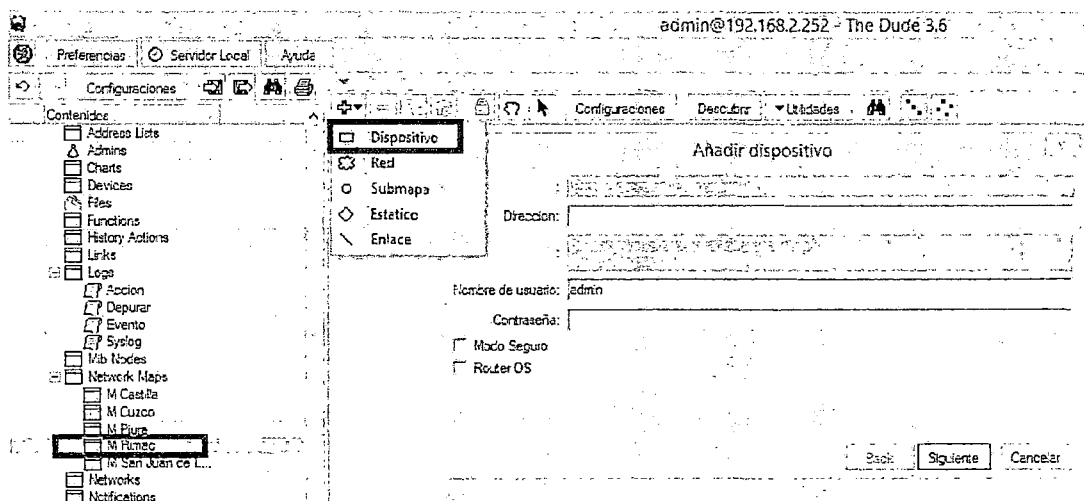 admin@192.168.2.252 - The Dude 3.6
Preferencias Servidor Local Ayuda
Configuraciones
Contenidos
Address Lists
Admins
Charts
Devices
Files
Functions
History Actions
Links
Logs
Accion
Depurar
Evento
Syslog
Mib Nodes
Network Maps
M Castilla
M Cuzco
M Piura
M Rimac
M San Juan de L...
Networks
Notifications
Configuraciones Descubrir Utilidades
Dispositivo
Red
Submapa
Estatico
Enlace
Añadir dispositivo
:
Direccion:
:
Nombre de usuario: admin
Contraseña:
Modo Seguro
Router OS
Back Siguiente Cancelar